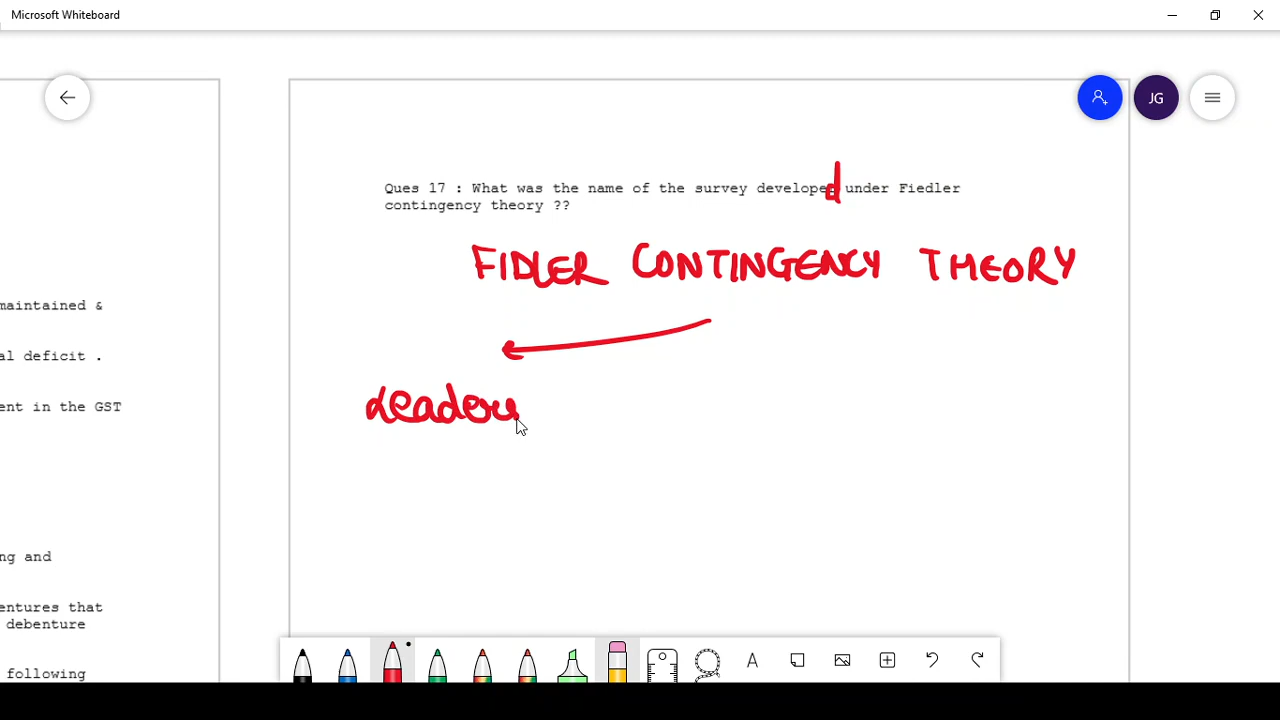 Microsoft Whiteboard
JG
Ques 17 : What was the name of the survey developed under Fiedler
contingency theory ??
FIDLER CONTINGENCY THEORY
maintained &
al deficit .
Leaders
ent in the GST
ng and
entures that
debenture
following
A